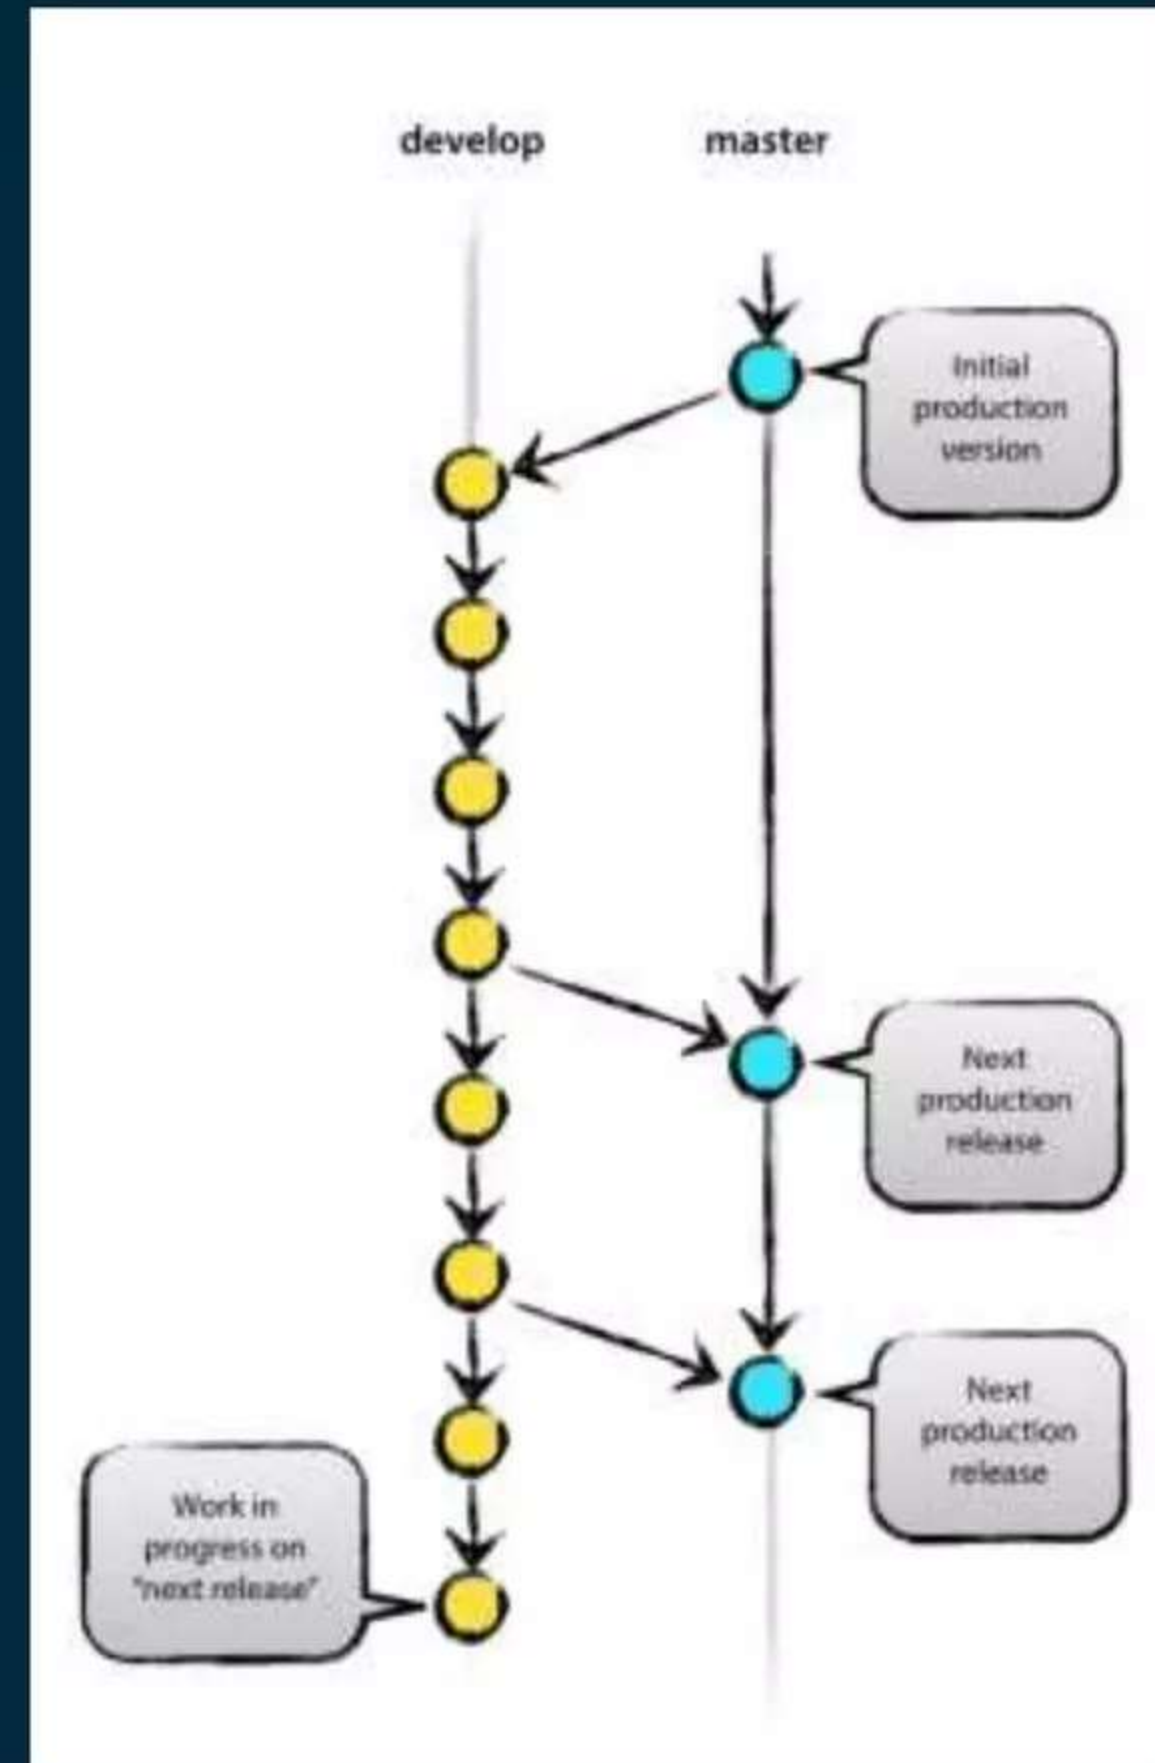 develop
master
Initial
production
version
Next
production
release
Next
production
release
Work in
progress on
"next release"